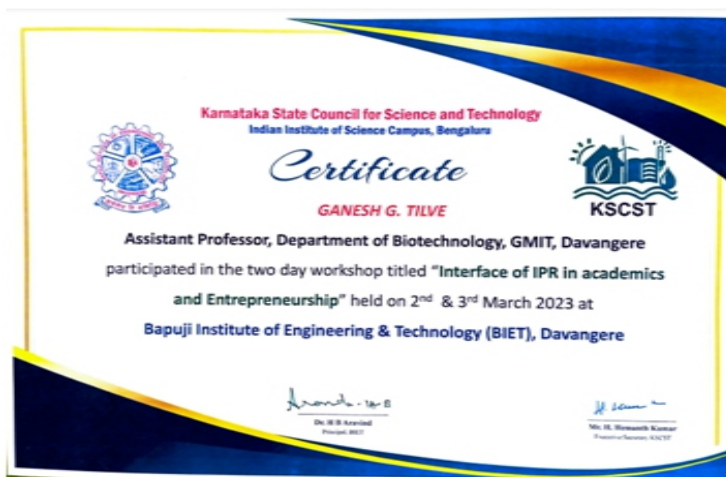 Karnataka State Council for Science and Technology
Indian Institute of Science Campus, Bengaluru
Certificate
KSCST
GANESH G. TILVE
Assistant Professor, Department of Biotechnology, GMIT, Davangere
participated in the two day workshop titled "Interface of IPR in academics
and Entrepreneurship" held on 2nd & 3rd March 2023 at
Bapuji Institute of Engineering & Technology (BIET), Davangere
Dr. H B Aravind
Principal, BIET
Mr. H. Hemanth Kumar
Executive Secretary, KSCST